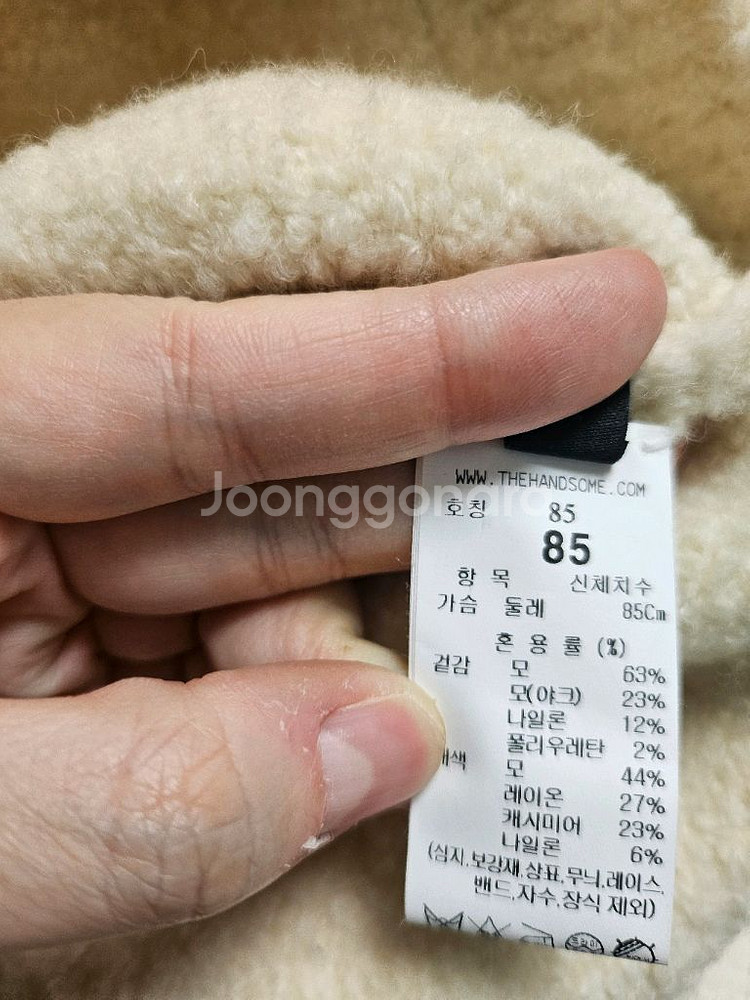 WWW.THEHANDSOME.COM
Joonggonara
호칭 85
85
항 목 신체치수
가슴 둘레 85Cm
혼 용 률 (%)
겉감 모 63%
모(야크) 23%
나일론 12%
폴리우레탄 2%
배색 모 44%
레이온 27%
캐시미어 23%
나일론 6%
(심지,보강재,상표,무늬,레이스,
밴드,자수,장식 제외)